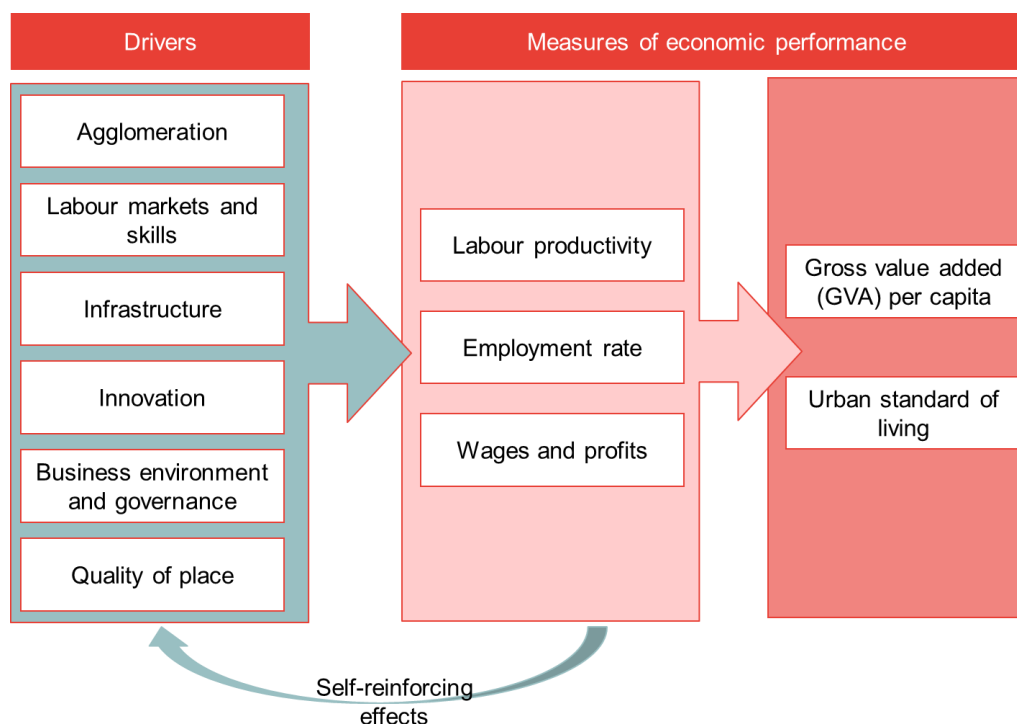 Drivers
Measures of economic performance
Agglomeration
Labour markets and
skills
Infrastructure
Innovation
Business environment
and governance
Quality of place
Labour productivity
Employment rate
Wages and profits
Gross value added
(GVA) per capita
Urban standard of
living
Self-reinforcing
effects